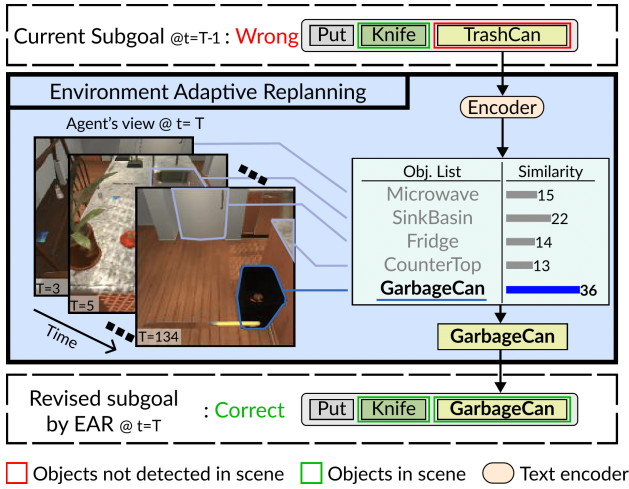 Current Subgoal @t=T-1 : Wrong Put Knife TrashCan
Environment Adaptive Replanning
Encoder
Agent's view @ t= T
Obj. List Similarity
Microwave 15
SinkBasin 22
Fridge 14
CounterTop 13
GarbageCan 36
T=3
T=5
T=134
Time
GarbageCan
Revised subgoal
by EAR @ t=T : Correct Put Knife GarbageCan
Objects not detected in scene Objects in scene Text encoder